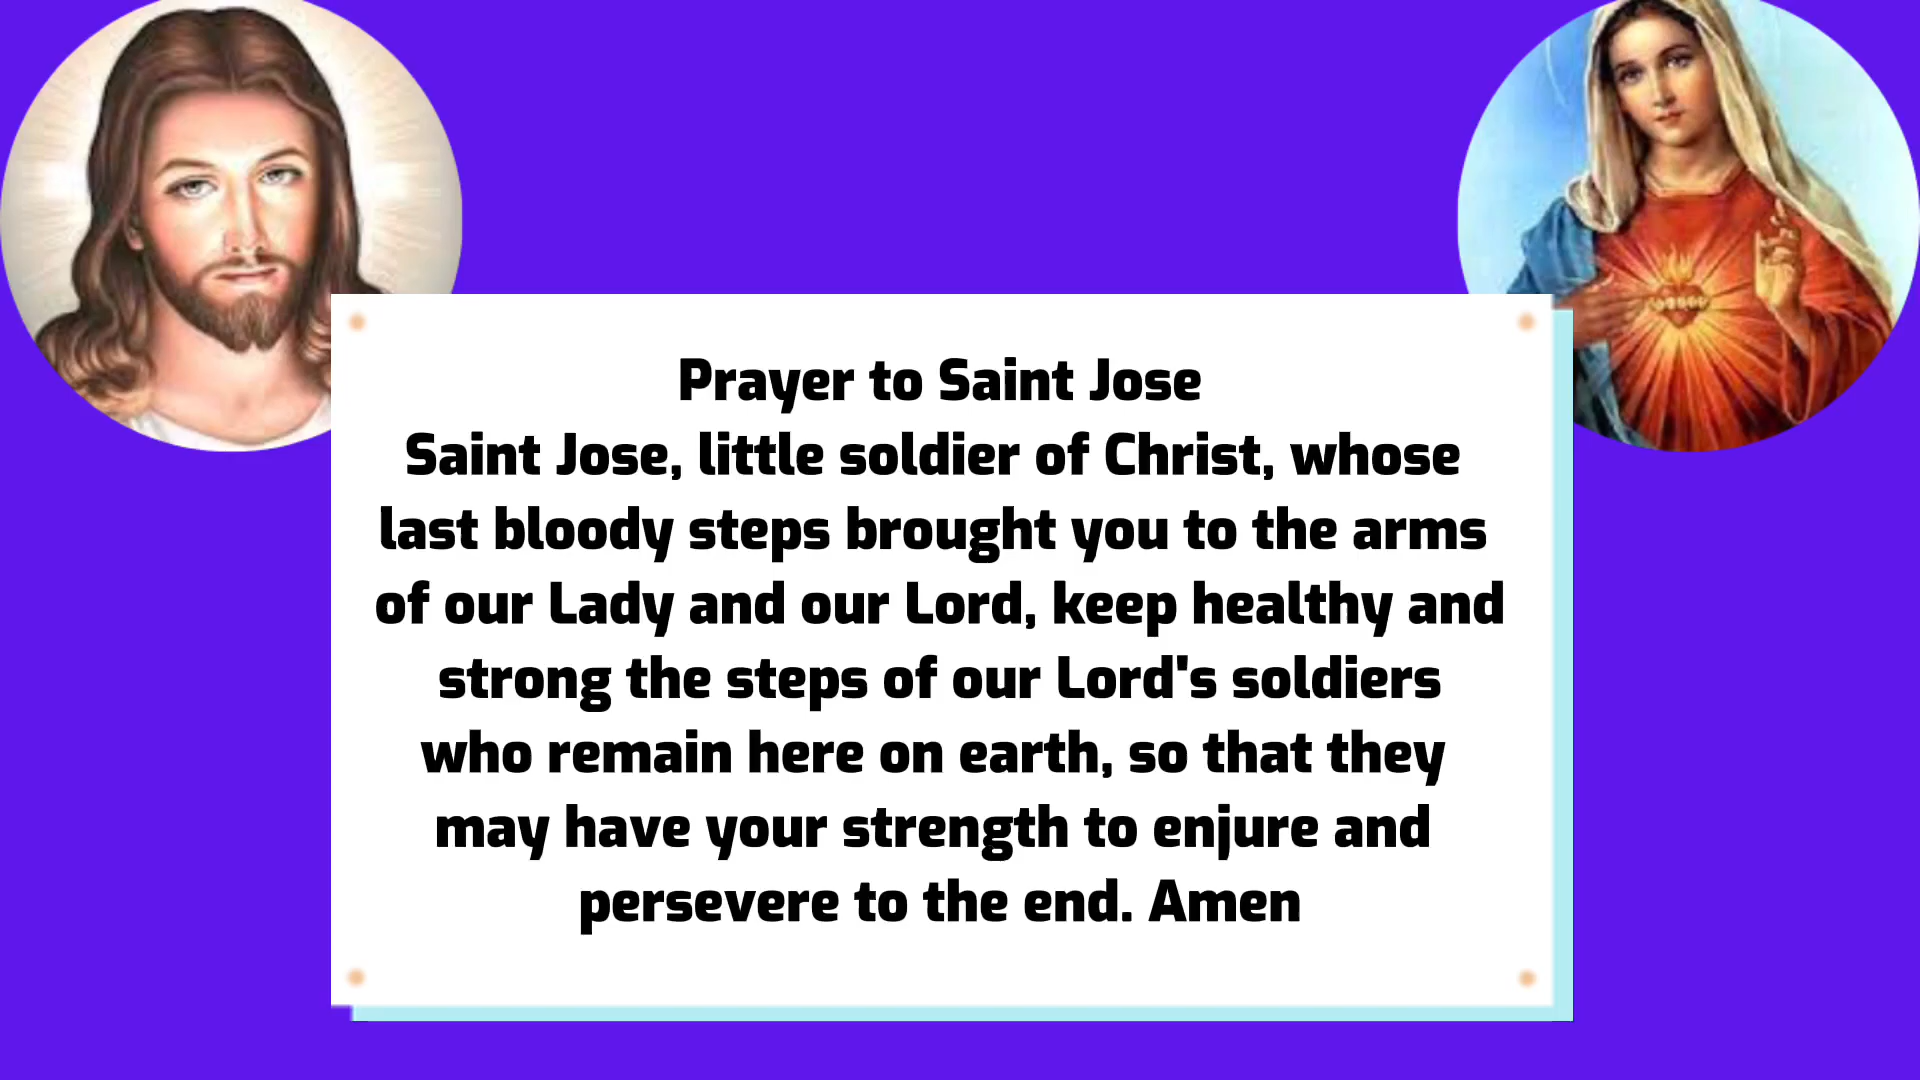 Prayer to Saint Jose
Saint Jose, little soldier of Christ, whose
last bloody steps brought you to the arms
of our Lady and our Lord, keep healthy and
strong the steps of our Lord's soldiers
who remain here on earth, so that they
may have your strength to enjure and
persevere to the end. Amen